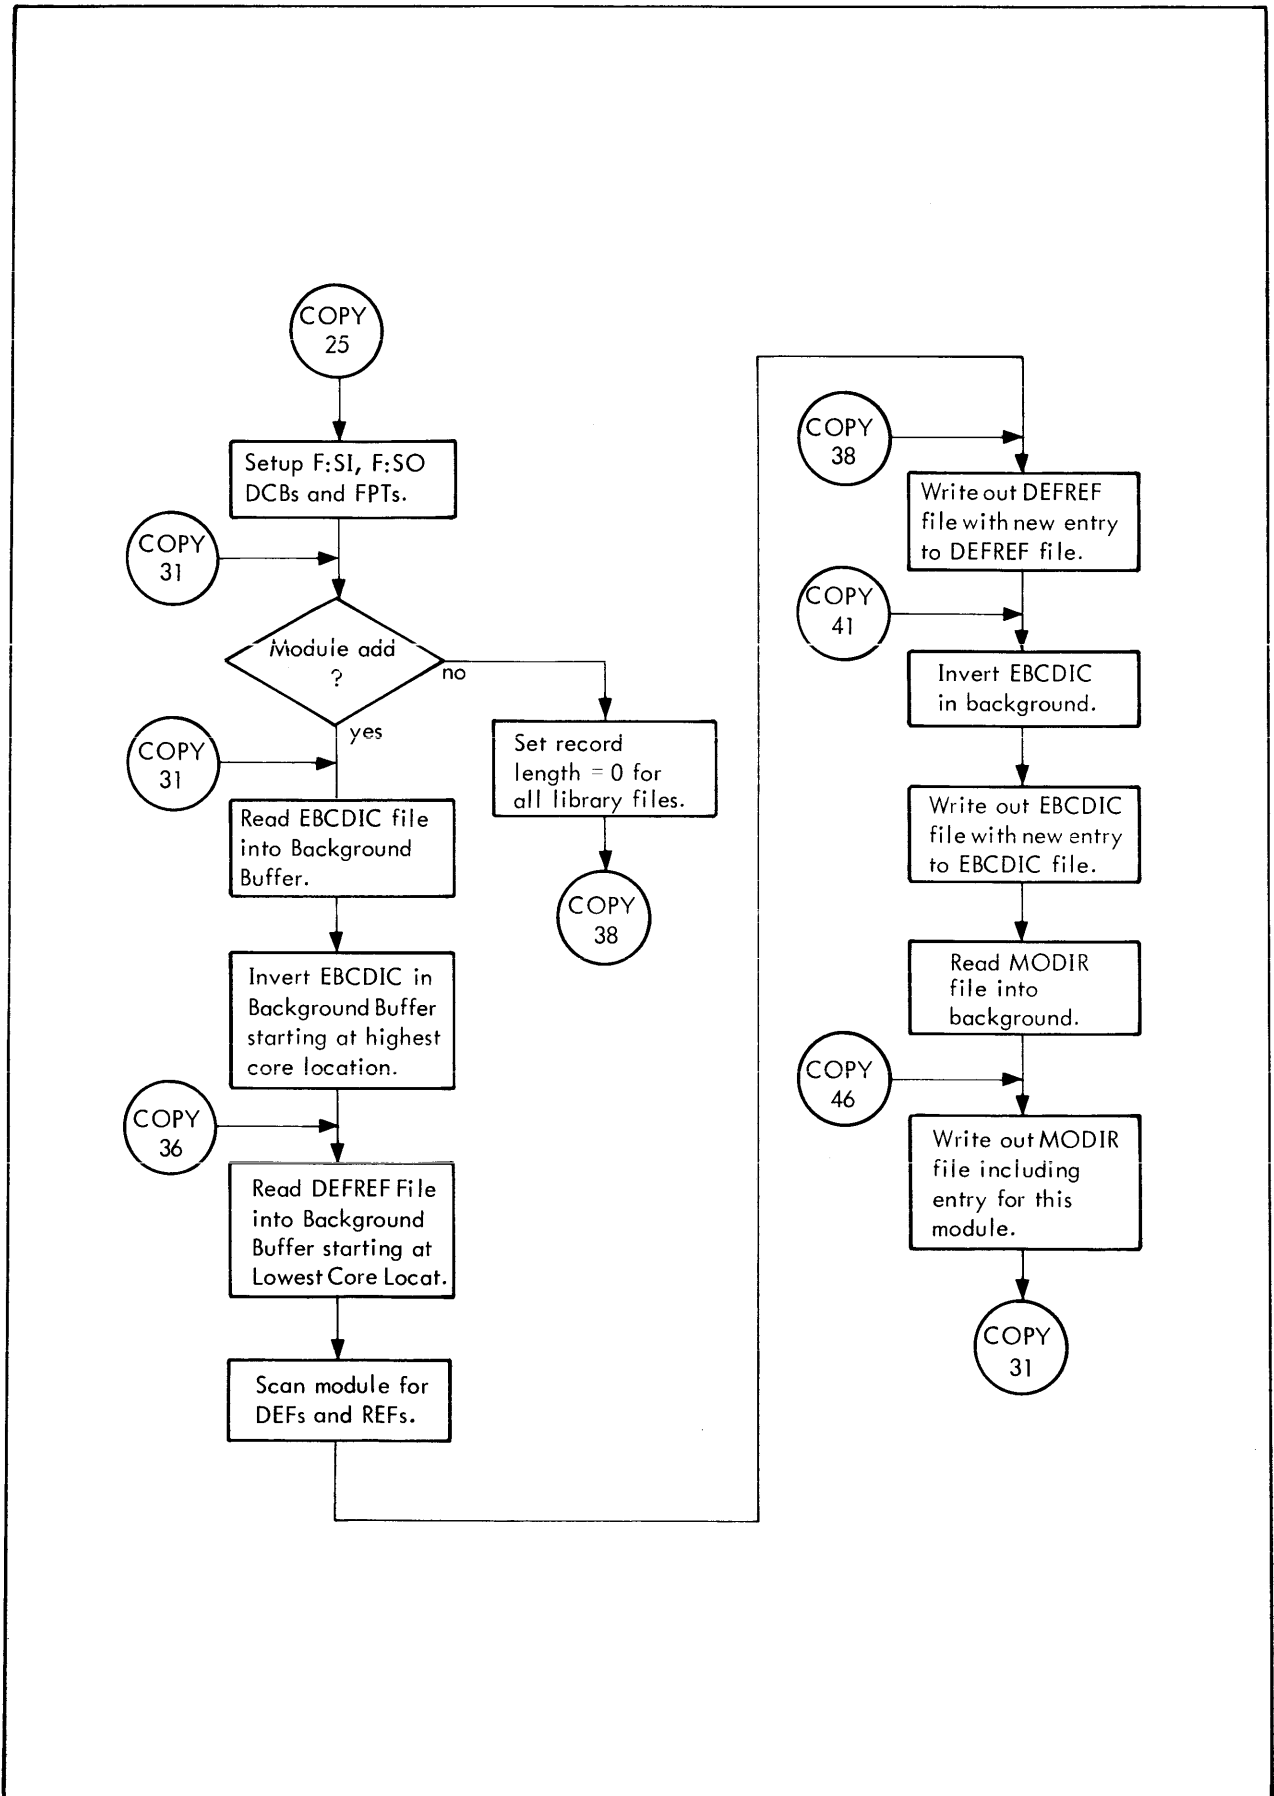 COPY
25
Setup F:SI, F:SO
DCBs and FPTs.
COPY
31
Module add
?
no
yes
COPY
31
Set record
length = 0 for
all library files.
Read EBCDIC file
into Background
Buffer.
COPY
38
Invert EBCDIC in
Background Buffer
starting at highest
core location.
COPY
36
Read DEFREF File
into Background
Buffer starting at
Lowest Core Locat.
Scan module for
DEFs and REFs.
COPY
38
Write out DEFREF
file with new entry
to DEFREF file.
COPY
41
Invert EBCDIC
in background.
Write out EBCDIC
file with new entry
to EBCDIC file.
Read MODIR
file into
background.
COPY
46
Write out MODIR
file including
entry for this
module.
COPY
31